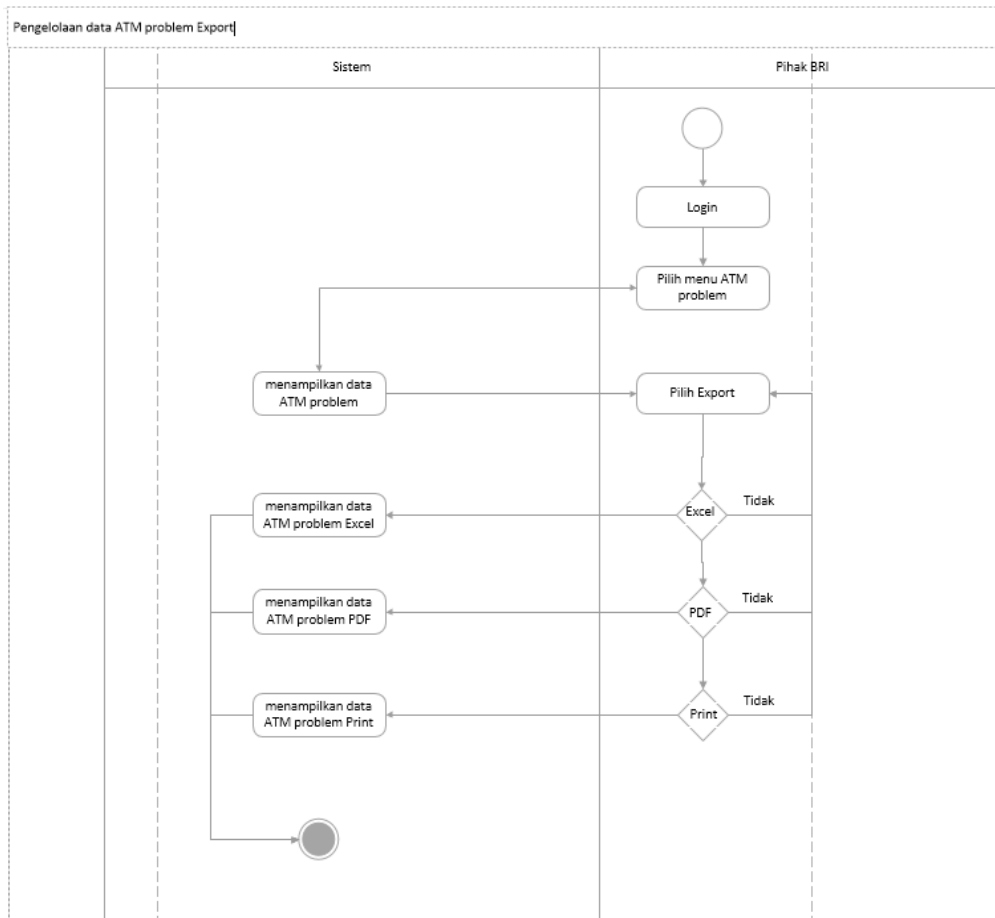 Pengelolaan data ATM problem Export
Sistem
Pihak BRI
Login
Pilih menu ATM
problem
menampilkan data
ATM problem
Pilih Export
menampilkan data
ATM problem Excel
Excel
Tidak
menampilkan data
ATM problem PDF
PDF
Tidak
menampilkan data
ATM problem Print
Print
Tidak